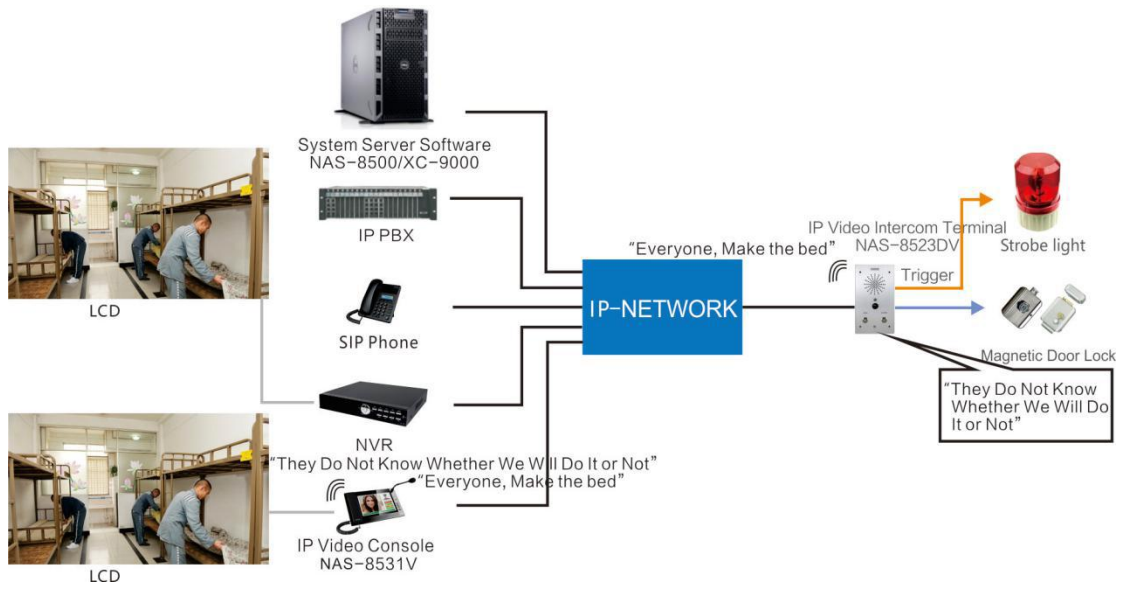 System Server Software
NAS-8500/XC-9000
IP PBX
IP Video Intercom Terminal
NAS-8523DV
"Everyone, Make the bed"
Strobe light
Trigger
LCD
IP-NETWORK
SIP Phone
Magnetic Door Lock
"They Do Not Know
Whether We Will Do
It or Not"
NVR
"They Do Not Know Whether We Will Do It or Not"
"Everyone, Make the bed"
IP Video Console
NAS-8531V
LCD